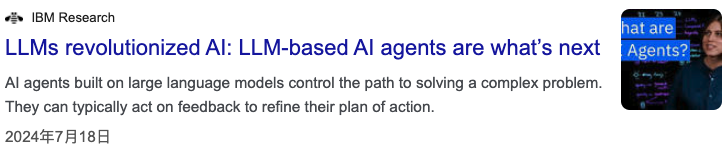 IBM Research
LLMs revolutionized AI: LLM-based AI agents are what's next
AI agents built on large language models control the path to solving a complex problem.
They can typically act on feedback to refine their plan of action.
2024年7月18日
hat are
Agents?